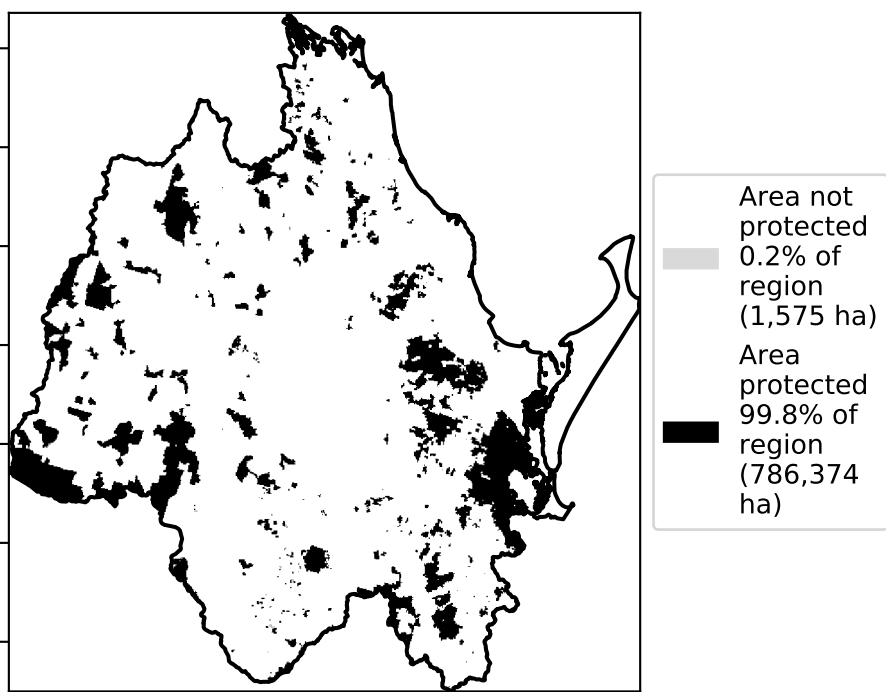 Area not
protected
0.2% of
region
(1,575 ha)
Area
protected
99.8% of
region
(786,374
ha)